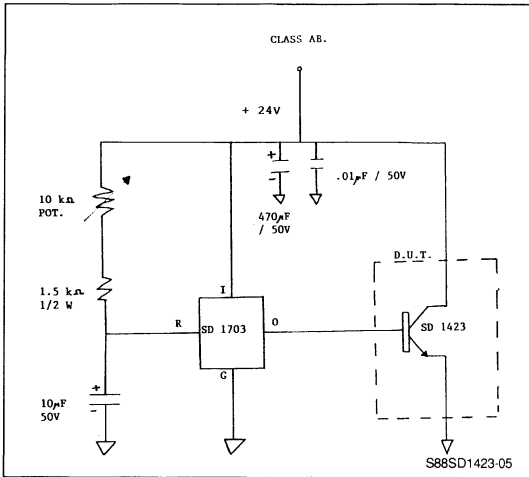 CLASS AB.
+ 24V
+
-
.01µF / 50V
470µF
/ 50V
10 kΩ
POT.
D.U.T.
1.5 kΩ
1/2 W
I
R
SD 1703
O
SD 1423
G
+
-
10µF
50V
S88SD1423-05